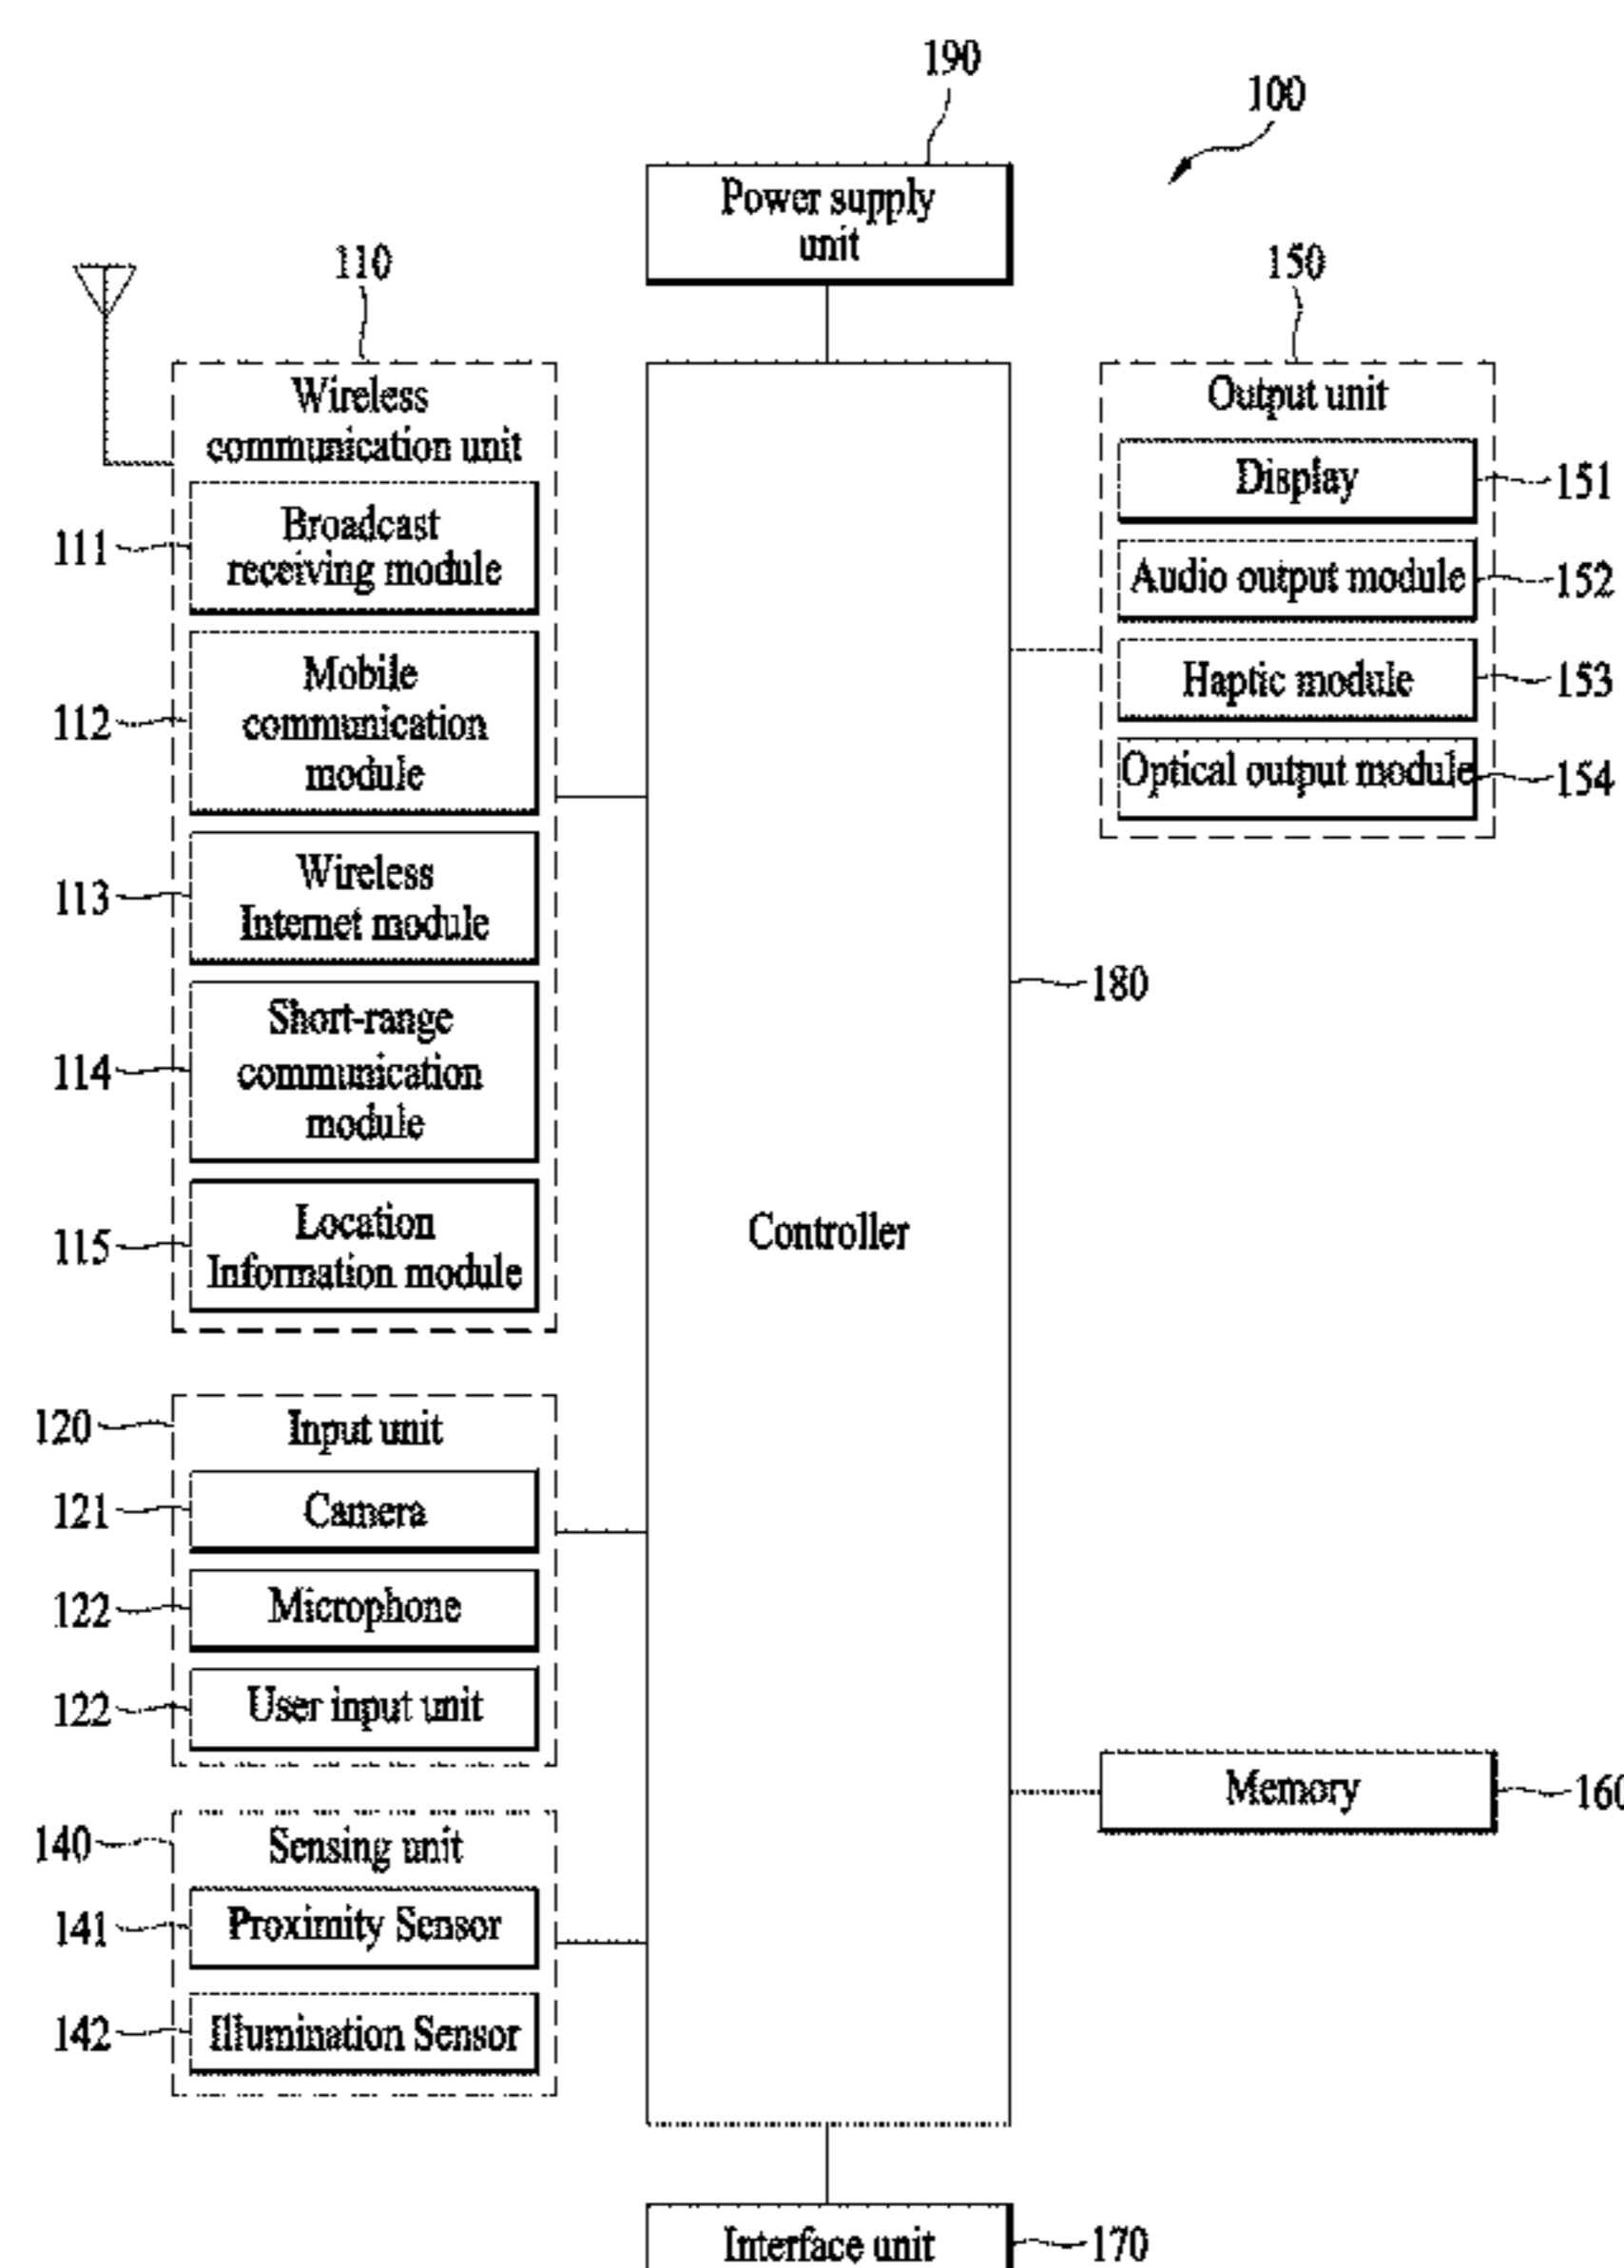 190
100
Power supply
unit
110
150
Wireless
communication unit
111
Broadcast
receiving module
112
Mobile
communication
module
113
Wireless
Internet module
114
Short-range
communication
module
115
Location
Information module
120
Input unit
121
Camera
122
Microphone
122
User input unit
140
Sensing unit
141
Proximity Sensor
142
Illumination Sensor
Controller
180
Output unit
Display
151
Audio output module
152
Haptic module
153
Optical output module
154
Memory
160
Interface unit
170